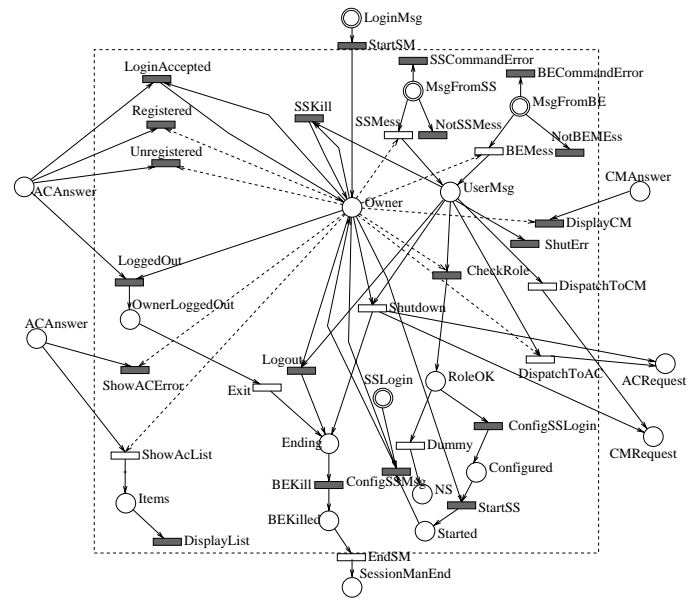 LoginMsg
StartSM
SSCommandError
LoginAccepted
BECommandError
MsgFromSS
MsgFromBE
SSKill
Registered
SSMess
NotSSMess
NotBEMEss
Unregistered
BEMess
ACAnswer
CMAnswer
Owner
UserMsg
DisplayCM
ShutErr
LoggedOut
CheckRole
DispatchToCM
OwnerLoggedOut
Shutdown
ACAnswer
Logout
DispatchToAC
ShowACError
SSLogin
RoleOK
ACRequest
Exit
ConfigSSLogin
Ending
Dummy
CMRequest
ShowAcList
Configured
BEKill
ConfigSSMsg
NS
Items
StartSS
BEKilled
Started
DisplayList
EndSM
SessionManEnd